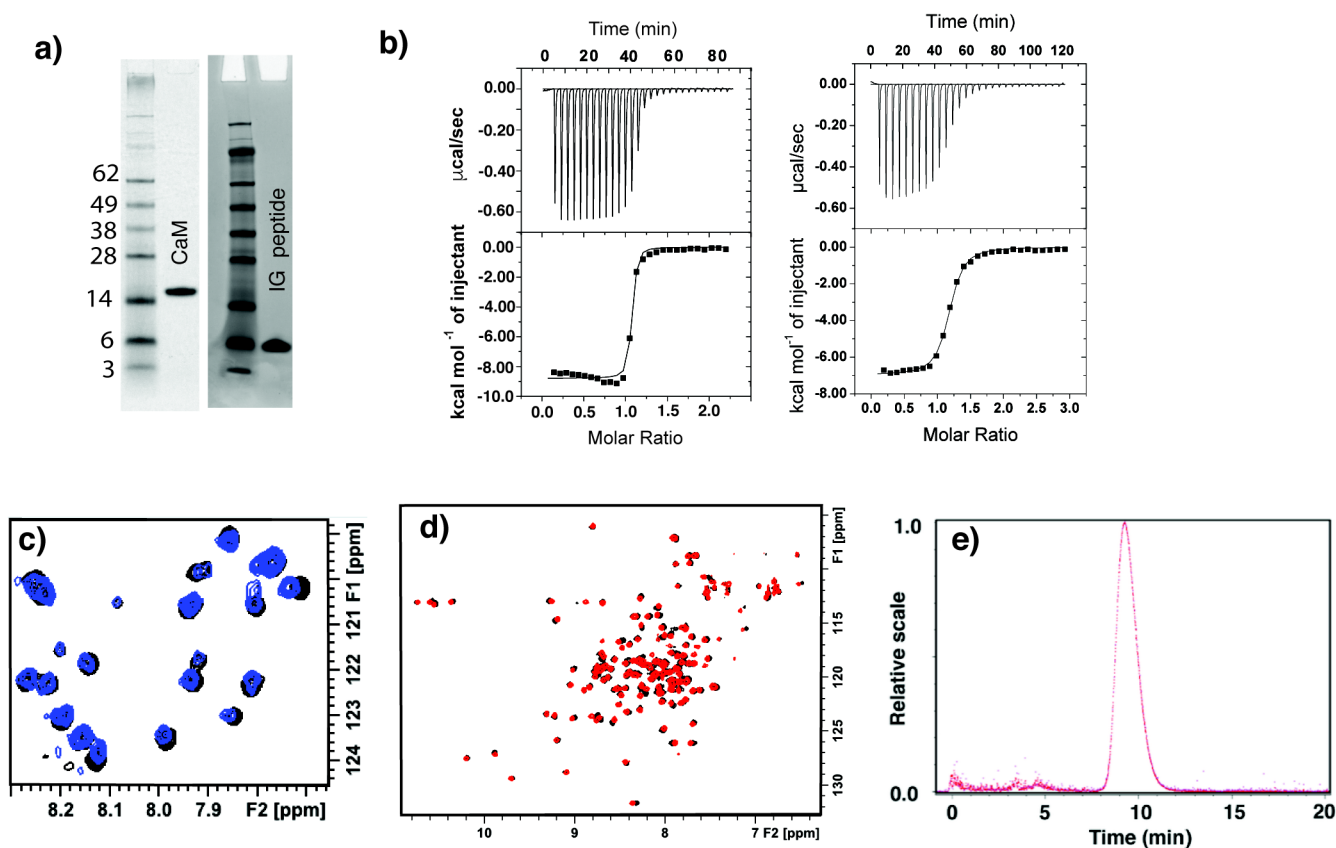 a)
62
49
38
28
14
6
3
CaM
IG peptide
b)
Time (min)
0 20 40 60 80
0.00
-0.20
-0.40
-0.60
µcal/sec
0.00
-2.00
-4.00
-6.00
-8.00
-10.0
kcal mol-1 of injectant
0.0 0.5 1.0 1.5 2.0
Molar Ratio
Time (min)
0 20 40 60 80 100 120
0.00
-0.20
-0.40
-0.60
µcal/sec
0.00
-2.00
-4.00
-6.00
-8.00
kcal mol-1 of injectant
0.0 0.5 1.0 1.5 2.0 2.5 3.0
Molar Ratio
c)
F1 [ppm]
121
122
123
124
8.2 8.1 8.0 7.9 F2 [ppm]
d)
F1 [ppm]
115
120
125
130
10 9 8 7 F2 [ppm]
e)
1.0
Relative scale
0.0
0 5 10 15 20
Time (min)